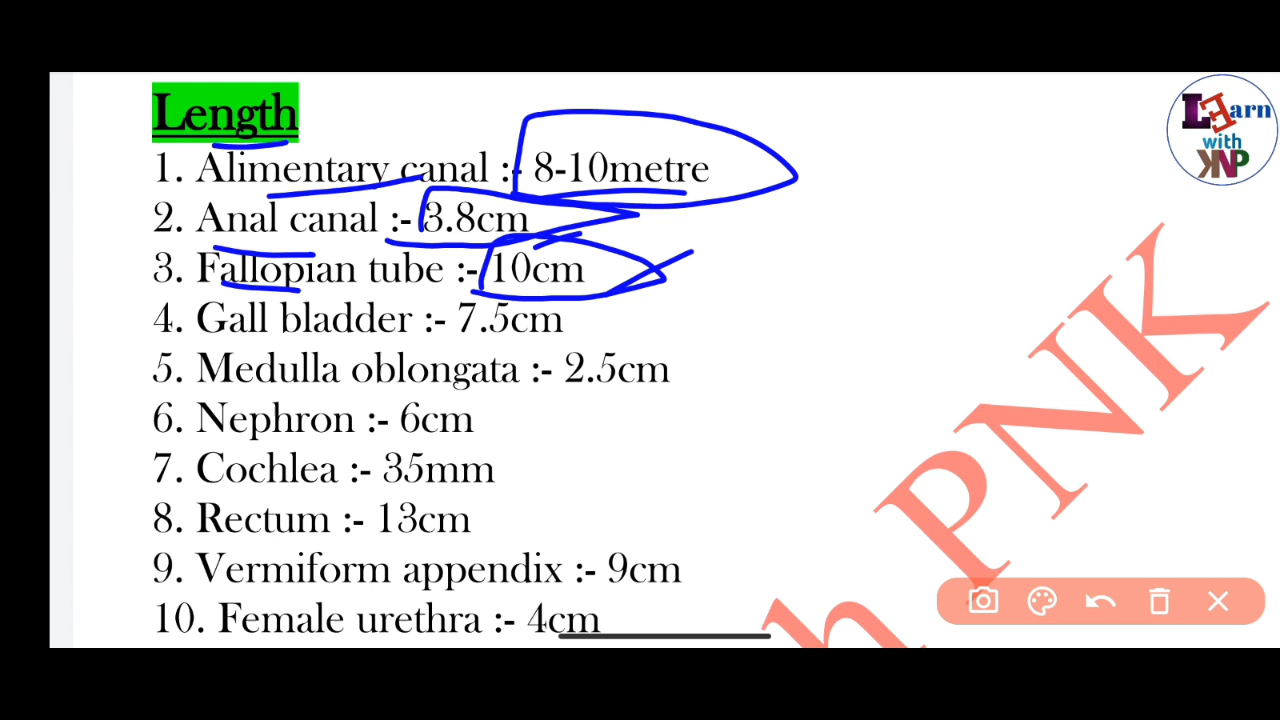 Length
LEarn
with
KNP
1. Alimentary canal :- 8-10metre
2. Anal canal :- 3.8cm
3. Fallopian tube :- 10cm
4. Gall bladder :- 7.5cm
5. Medulla oblongata :- 2.5cm
6. Nephron :- 6cm
7. Cochlea :- 35mm
8. Rectum :- 13cm
9. Vermiform appendix :- 9cm
10. Female urethra :- 4cm
h PNK